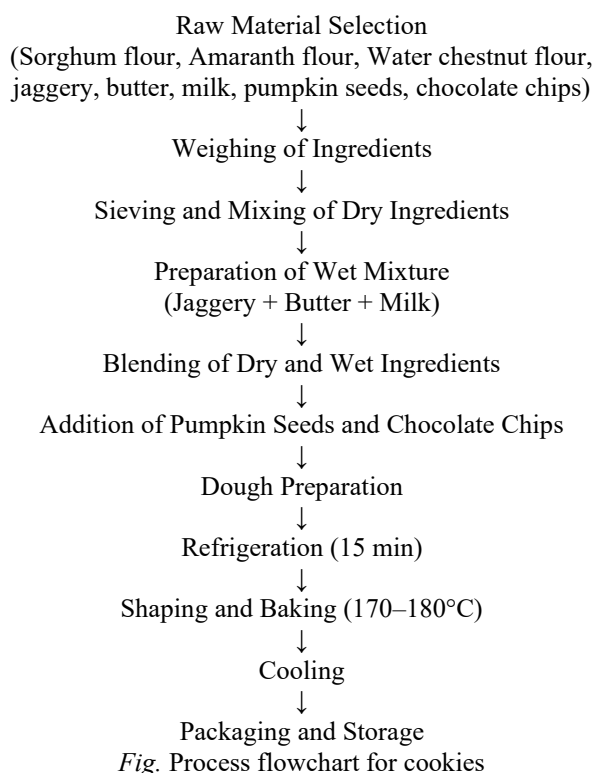 Raw Material Selection
(Sorghum flour, Amaranth flour, Water chestnut flour,
jaggery, butter, milk, pumpkin seeds, chocolate chips)
↓
Weighing of Ingredients
↓
Sieving and Mixing of Dry Ingredients
↓
Preparation of Wet Mixture
(Jaggery + Butter + Milk)
↓
Blending of Dry and Wet Ingredients
↓
Addition of Pumpkin Seeds and Chocolate Chips
↓
Dough Preparation
↓
Refrigeration (15 min)
↓
Shaping and Baking (170–180°C)
↓
Cooling
↓
Packaging and Storage
Fig. Process flowchart for cookies